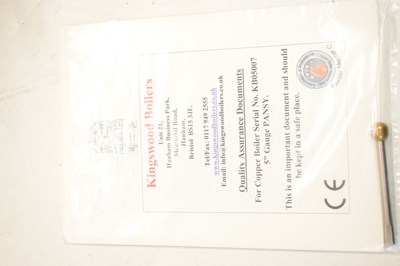 Kingswood Boilers
Unit 21,
Hanham Business Park,
Memorial Road,
Hanham,
Bristol BS15 3JE.
Tel/Fax: 0117 949 2555
www.kingswoodboilers.co.uk
Email: info@kingswoodboilers.co.uk
Quality Assurance Documents
For Copper Boiler Serial No. KB05007
5" Gauge PANSY.
This is an important document and should
be kept in a safe place.
CE